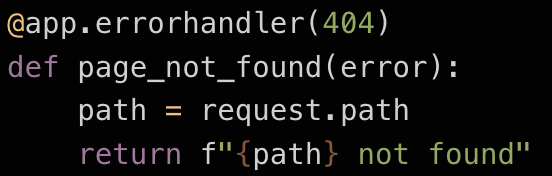 @app.errorhandler(404)
def page_not_found(error):
    path = request.path
    return f"{path} not found"